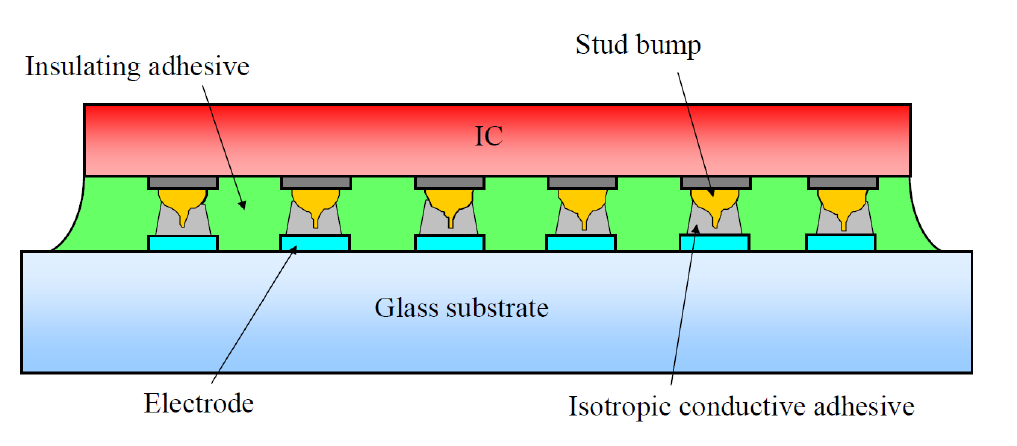 Stud bump
Insulating adhesive
IC
Glass substrate
Electrode
Isotropic conductive adhesive